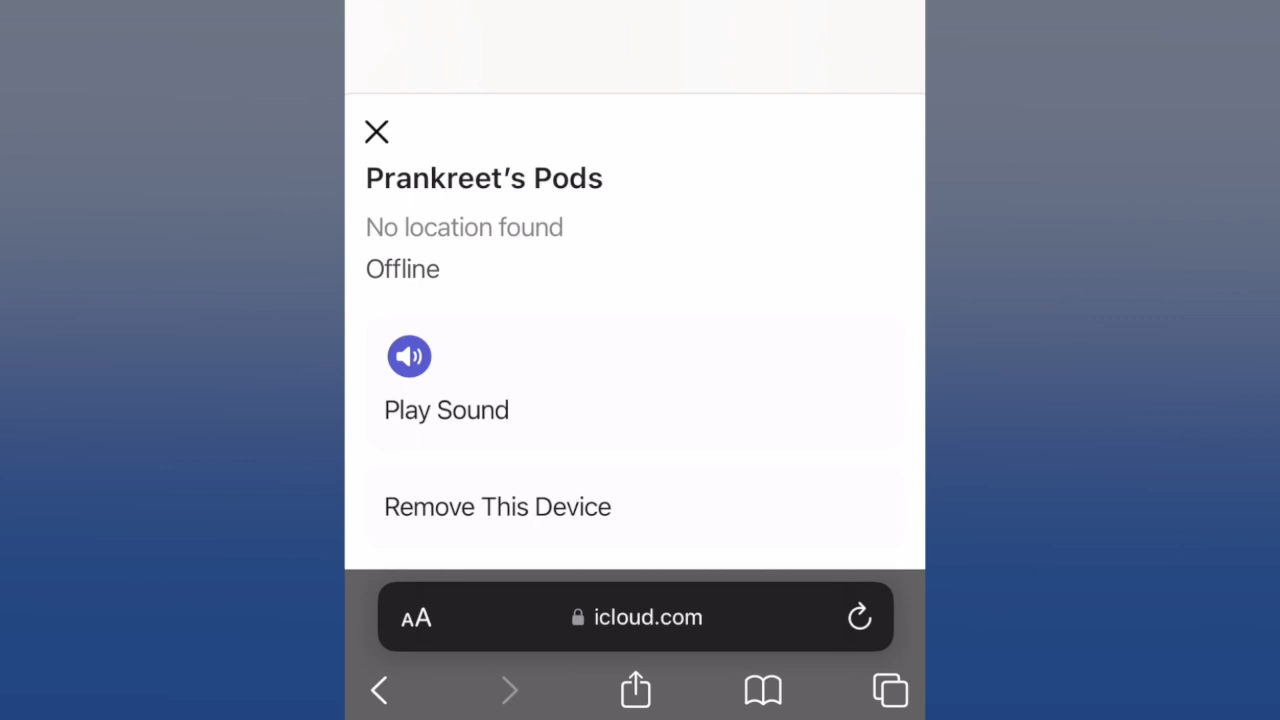 Prankreet’s Pods
No location found
Offline
Play Sound
Remove This Device
AA
icloud.com